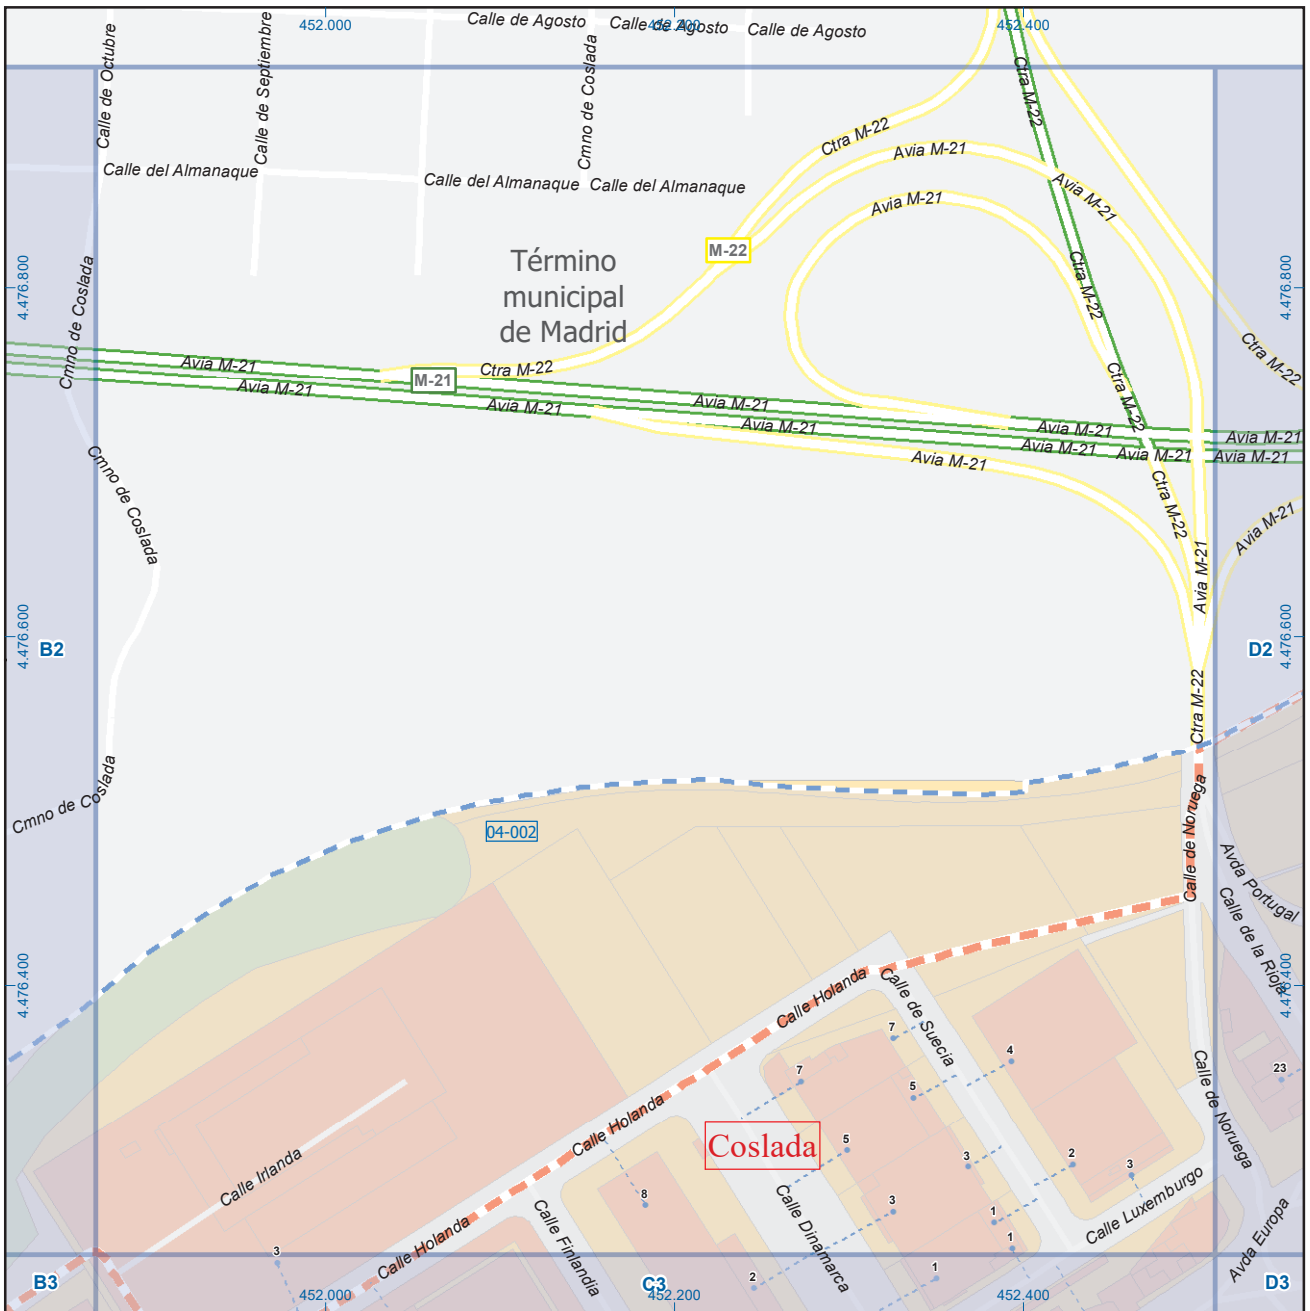 452.000
452.200
452.400
Calle de Agosto
Calle de Agosto
Calle de Agosto
Calle de Octubre
Calle de Septiembre
Cmno de Coslada
Ctra M-22
Ctra M-22
Avia M-21
Avia M-21
Avia M-21
Calle del Almanaque
Calle del Almanaque
Calle del Almanaque
M-22
Término
municipal
de Madrid
4.476.800
4.476.800
Cmno de Coslada
Ctra M-22
Ctra M-22
Avia M-21
Avia M-21
M-21
Ctra M-22
Ctra M-22
Avia M-21
Avia M-21
Avia M-21
Avia M-21
Avia M-21
Avia M-21
Avia M-21
Avia M-21
Avia M-21
Cmno de Coslada
Ctra M-22
Avia M-21
Avia M-21
4.476.600
4.476.600
B2
D2
Ctra M-22
Cmno de Coslada
04-002
Calle de Noruega
Avda Portugal
Calle de la Rioja
4.476.400
4.476.400
Calle Holanda
Calle de Suecia
7
4
7
5
23
Calle de Noruega
Calle Holanda
Coslada
5
3
2
3
Calle Irlanda
8
3
1
Calle Luxemburgo
Calle Finlandia
Calle Dinamarca
Calle Holanda
3
1
Avda Europa
1
2
B3
C3
D3
452.000
452.200
452.400